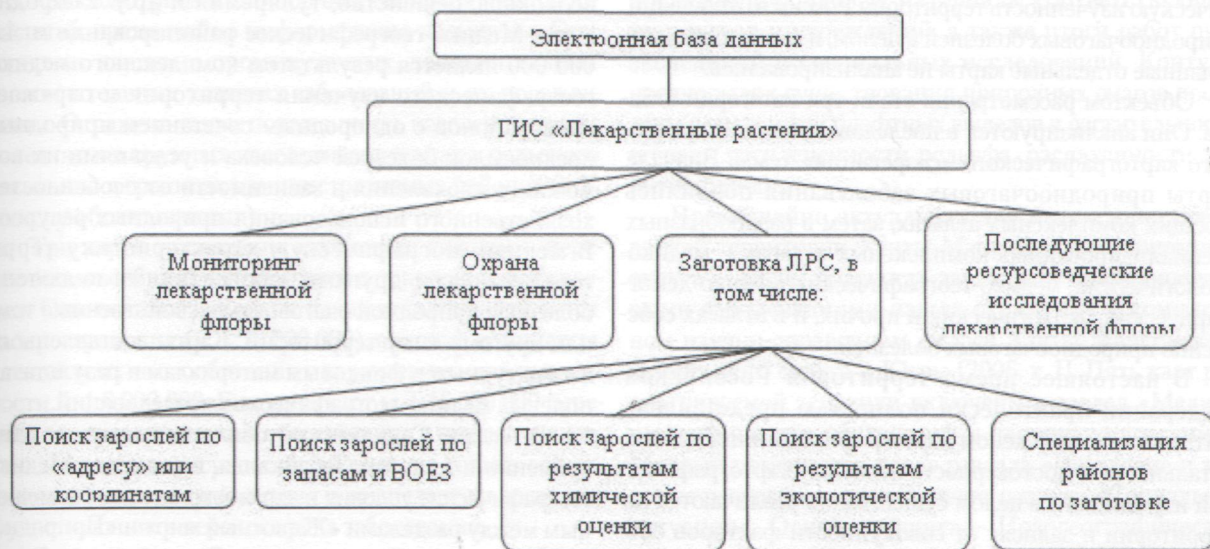 Электронная база данных
ГИС «Лекарственные растения»
Мониторинг
лекарственной
флоры
Охрана
лекарственной
флоры
Заготовка ЛРС, в
том числе:
Последующие
ресурсоведческие
исследования
лекарственной флоры
Поиск зарослей по
«адресу» или
координатам
Поиск зарослей по
запасам и ВОЕЗ
Поиск зарослей по
результатам
химической
оценки
Поиск зарослей по
результатам
экологической
оценки
Специализация
районов
по заготовке